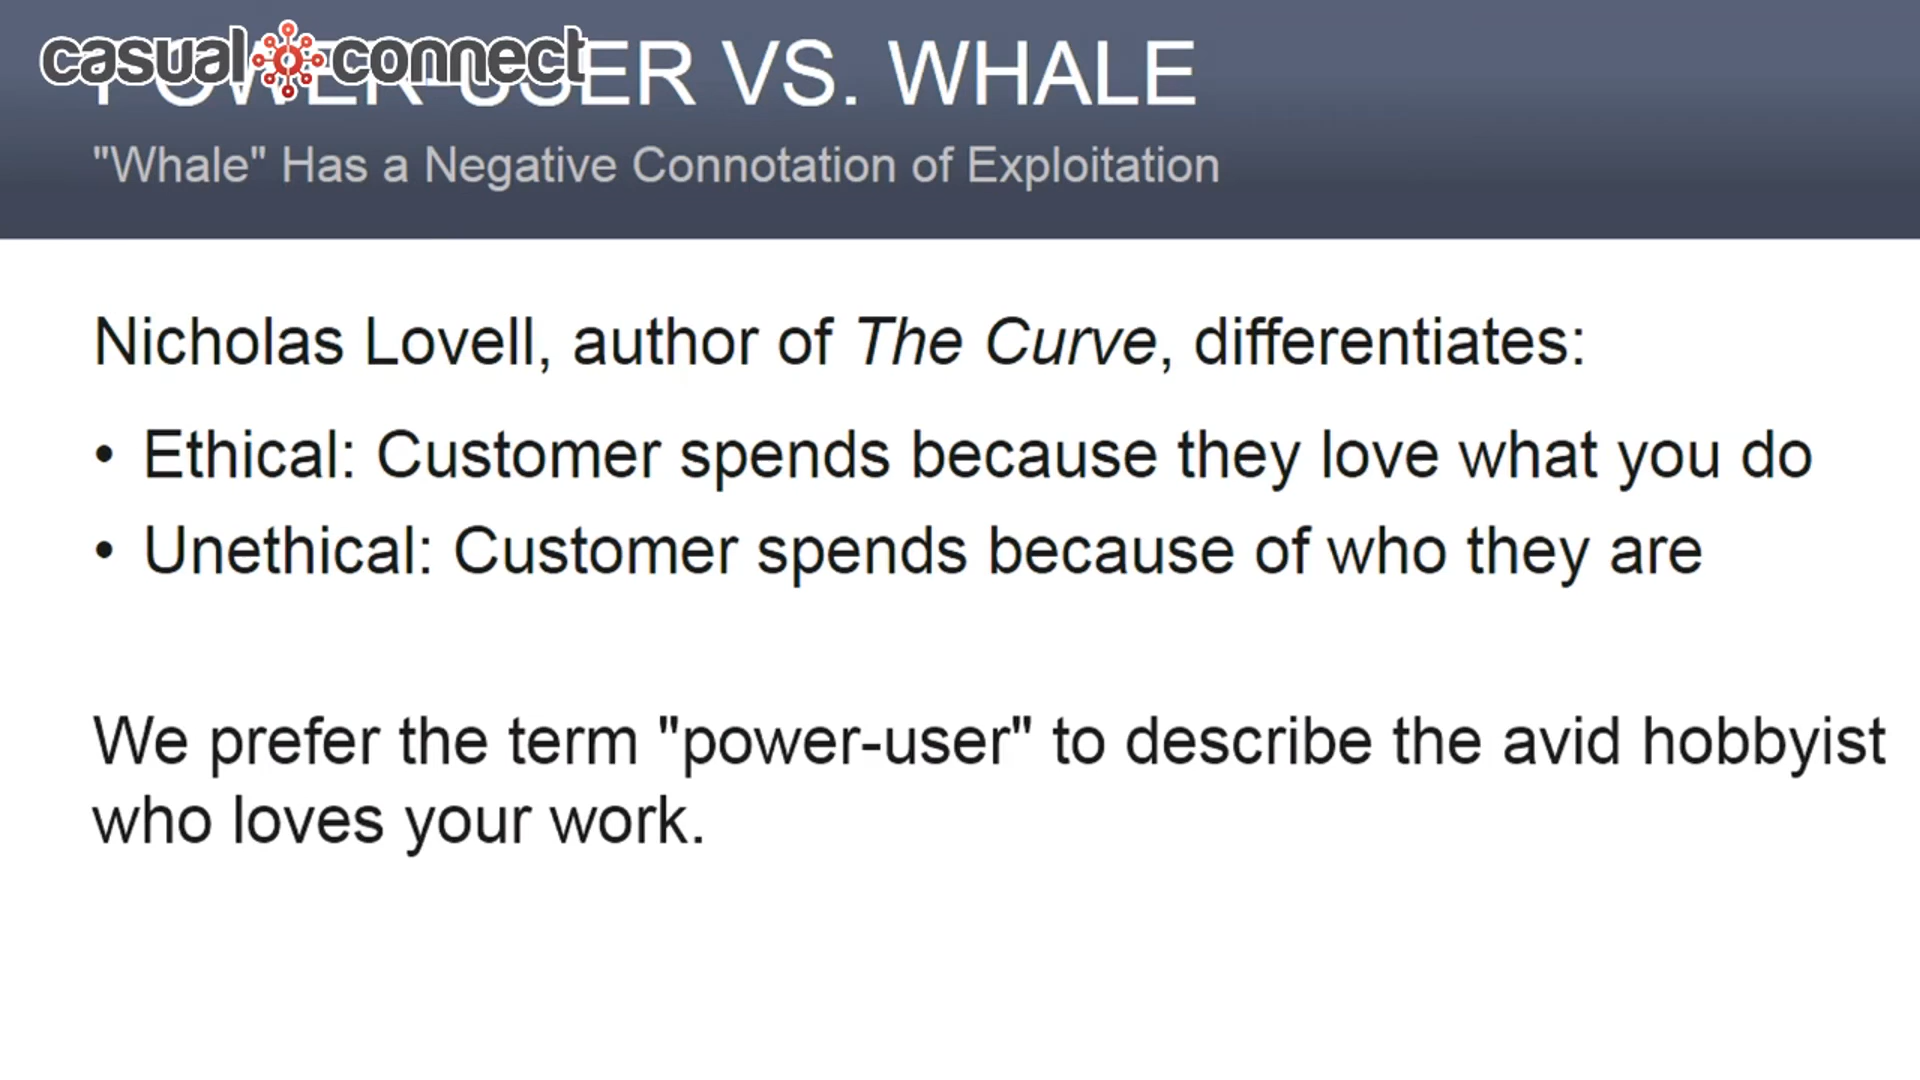 casual connect
POWER-USER VS. WHALE
"Whale" Has a Negative Connotation of Exploitation
Nicholas Lovell, author of The Curve, differentiates:
• Ethical: Customer spends because they love what you do
• Unethical: Customer spends because of who they are
We prefer the term "power-user" to describe the avid hobbyist
who loves your work.